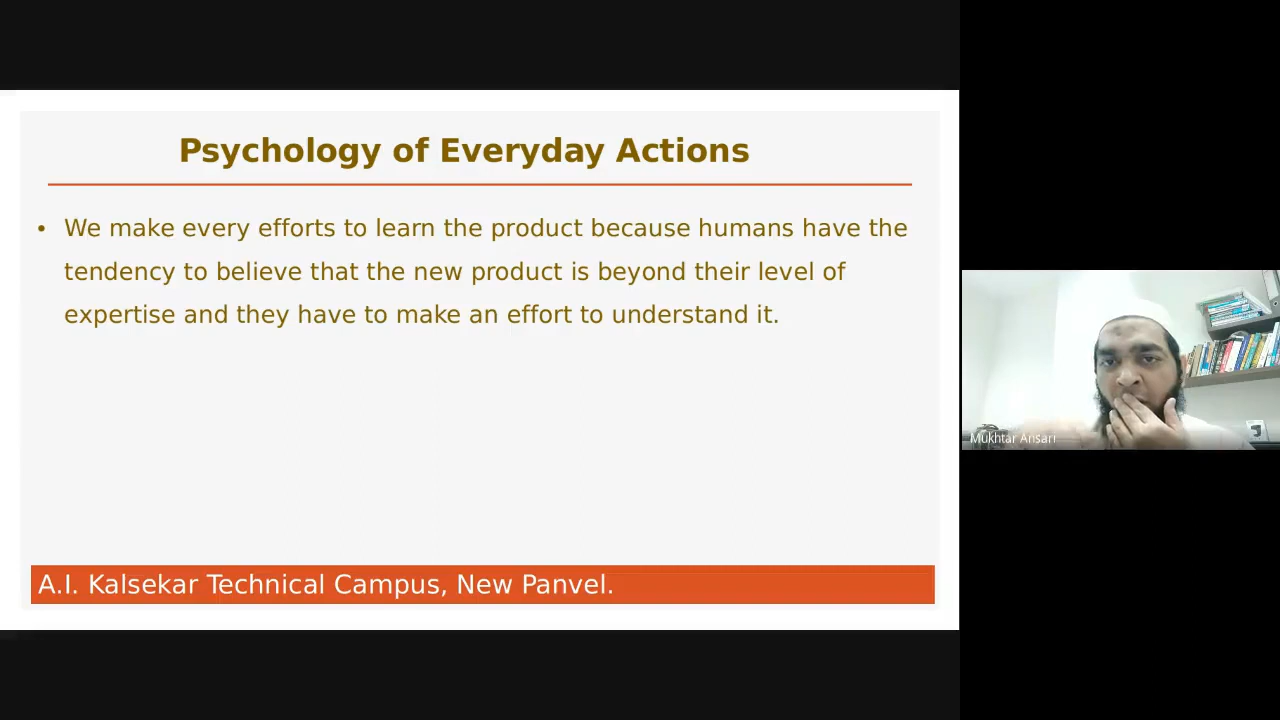 Psychology of Everyday Actions
• We make every efforts to learn the product because humans have the
tendency to believe that the new product is beyond their level of
expertise and they have to make an effort to understand it.
A.I. Kalsekar Technical Campus, New Panvel.
Mukhtar Ansari